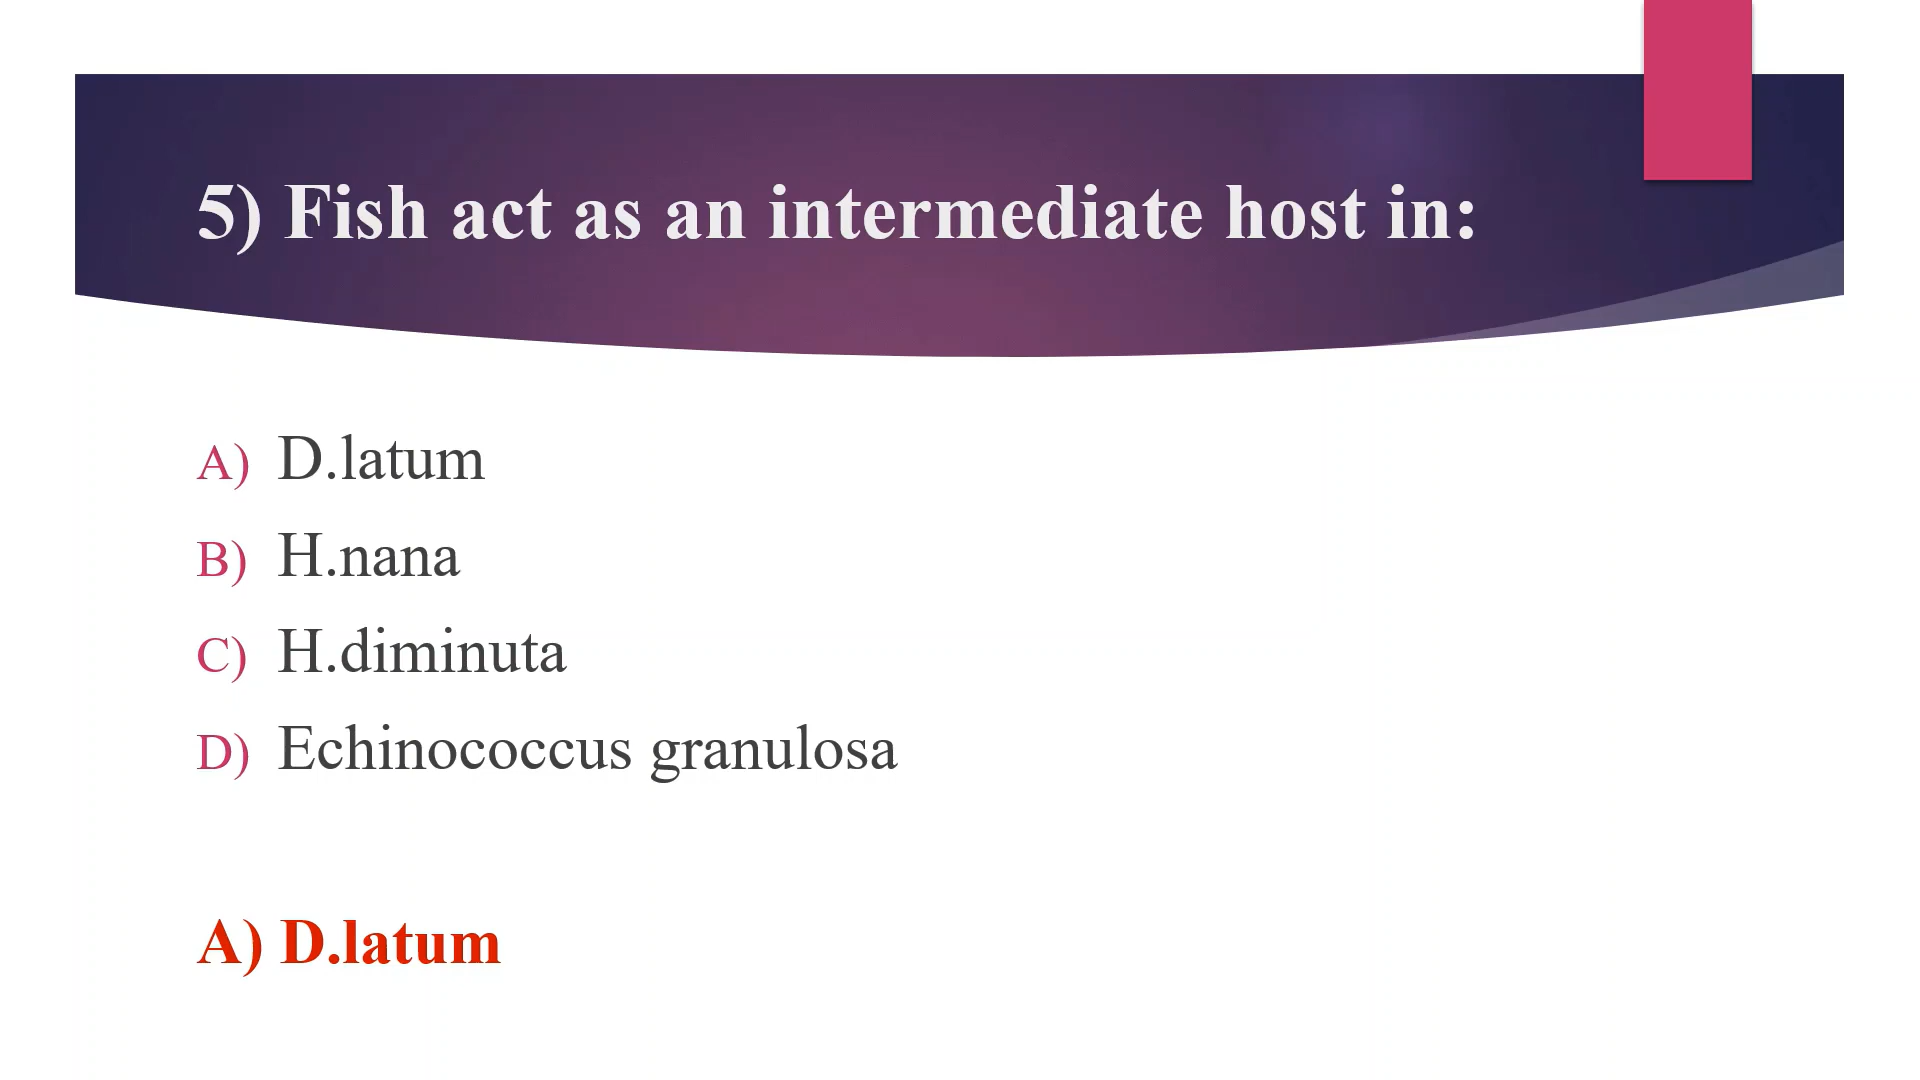 5) Fish act as an intermediate host in:
A) D.latum
B) H.nana
C) H.diminuta
D) Echinococcus granulosa
A) D.latum